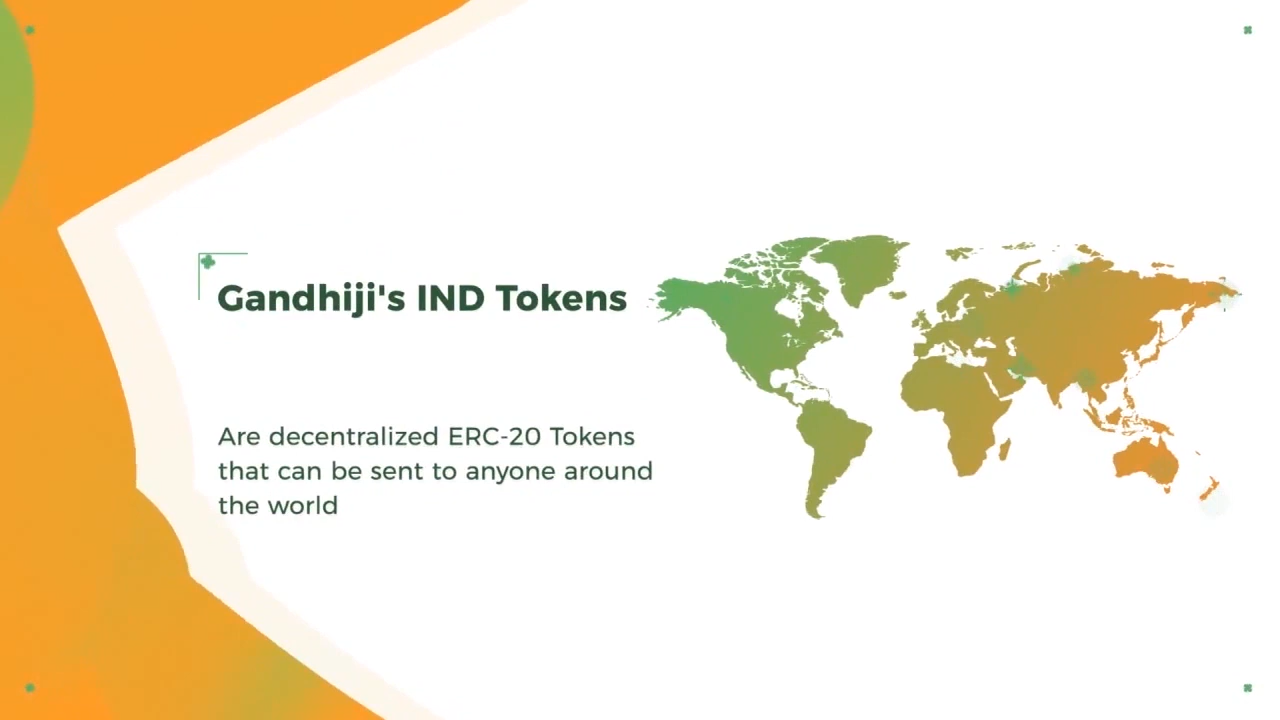 Gandhiji's IND Tokens
Are decentralized ERC-20 Tokens
that can be sent to anyone around
the world